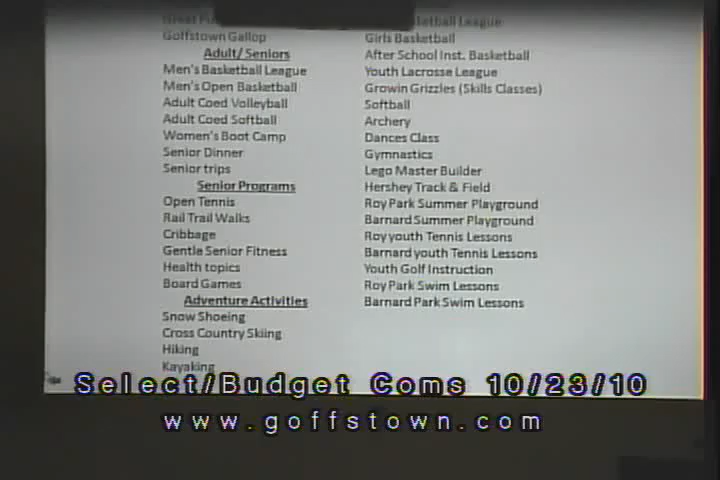 Great
Goffstown Gallop
Adult/ Seniors
Men's Basketball League
Men's Open Basketball
Adult Coed Volleyball
Adult Coed Softball
Women's Boot Camp
Senior Dinner
Senior trips
Senior Programs
Open Tennis
Rail Trail Walks
Cribbage
Gentle Senior Fitness
Health topics
Board Games
Adventure Activities
Snow Shoeing
Cross Country Skiing
Hiking
Kayaking
League
Girls Basketball
After School Inst. Basketball
Youth Lacrosse League
Growin Grizzles (Skills Classes)
Softball
Archery
Dances Class
Gymnastics
Lego Master Builder
Hershey Track & Field
Roy Park Summer Playground
Barnard Summer Playground
Roy youth Tennis Lessons
Barnard youth Tennis Lessons
Youth Golf Instruction
Roy Park Swim Lessons
Barnard Park Swim Lessons
Select/Budget Coms 10/23/10
www.goffstown.com